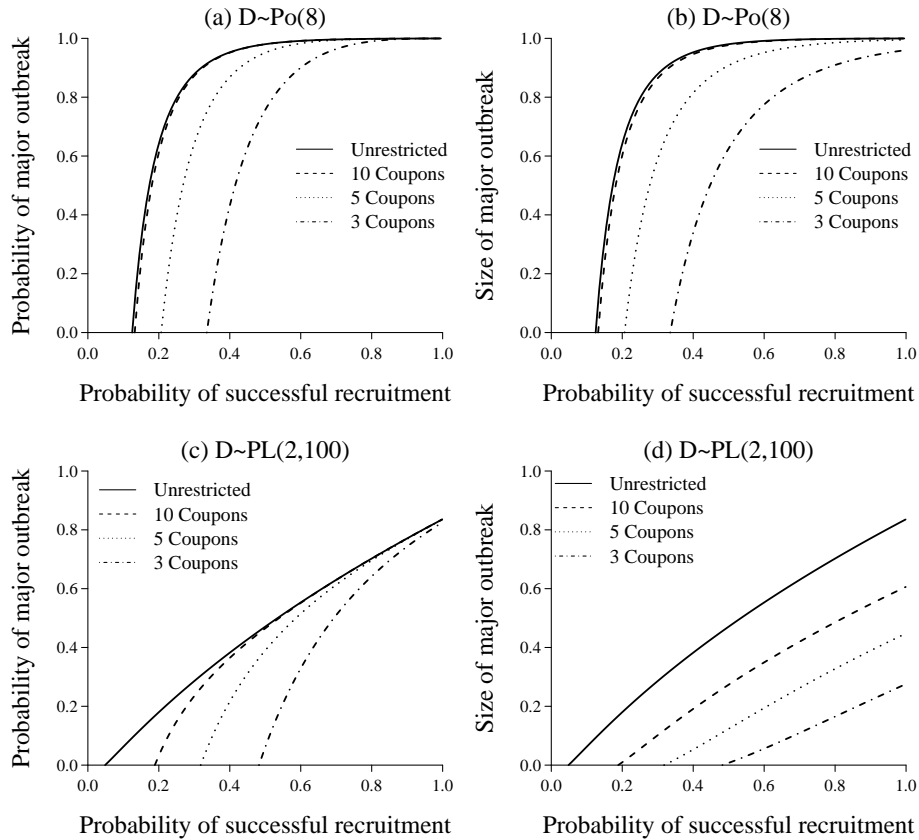 (a) D~Po(8)
Probability of major outbreak
1.0
0.8
0.6
0.4
0.2
0.0
Unrestricted
10 Coupons
5 Coupons
3 Coupons
0.0 0.2 0.4 0.6 0.8 1.0
Probability of successful recruitment
(b) D~Po(8)
Size of major outbreak
1.0
0.8
0.6
0.4
0.2
0.0
Unrestricted
10 Coupons
5 Coupons
3 Coupons
0.0 0.2 0.4 0.6 0.8 1.0
Probability of successful recruitment
(c) D~PL(2,100)
Probability of major outbreak
1.0
0.8
0.6
0.4
0.2
0.0
Unrestricted
10 Coupons
5 Coupons
3 Coupons
0.0 0.2 0.4 0.6 0.8 1.0
Probability of successful recruitment
(d) D~PL(2,100)
Size of major outbreak
1.0
0.8
0.6
0.4
0.2
0.0
Unrestricted
10 Coupons
5 Coupons
3 Coupons
0.0 0.2 0.4 0.6 0.8 1.0
Probability of successful recruitment